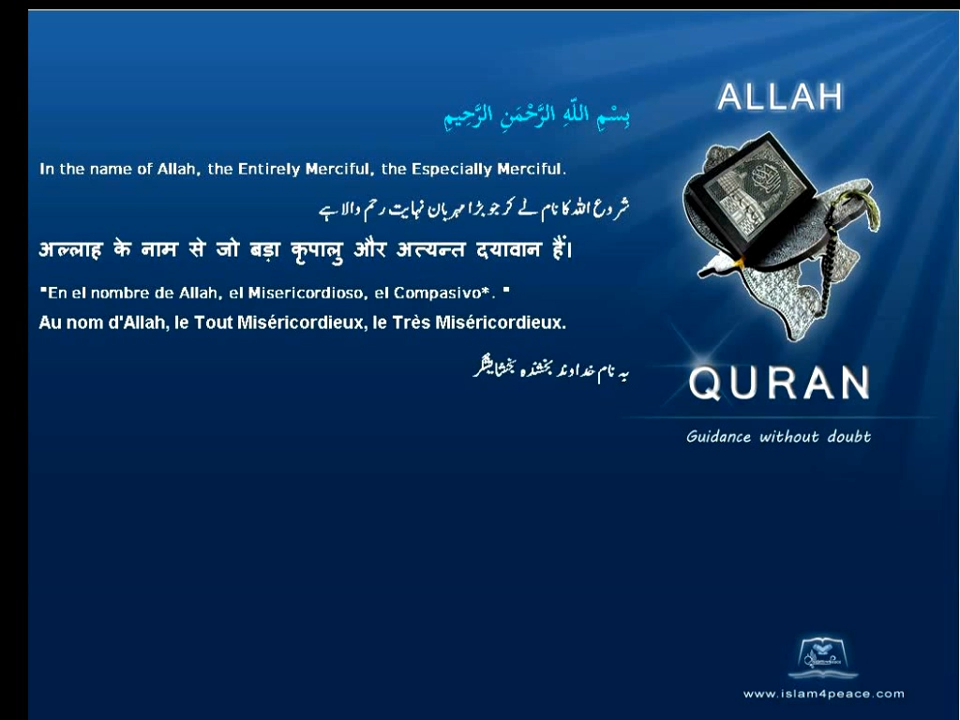 بِسْمِ اللّهِ الرَّحْمَنِ الرَّحِيمِ
In the name of Allah, the Entirely Merciful, the Especially Merciful.
شروع الله کا نام لے کر جو بڑا مہربان نہایت رحم والا ہے
अल्लाह के नाम से जो बड़ा कृपालु और अत्यन्त दयावान हैं।
"En el nombre de Allah, el Misericordioso, el Compasivo*. "
Au nom d'Allah, le Tout Miséricordieux, le Très Miséricordieux.
به نام خداوند بخشنده بخشایشگر
ALLAH
QURAN
Guidance without doubt
www.islam4peace.com